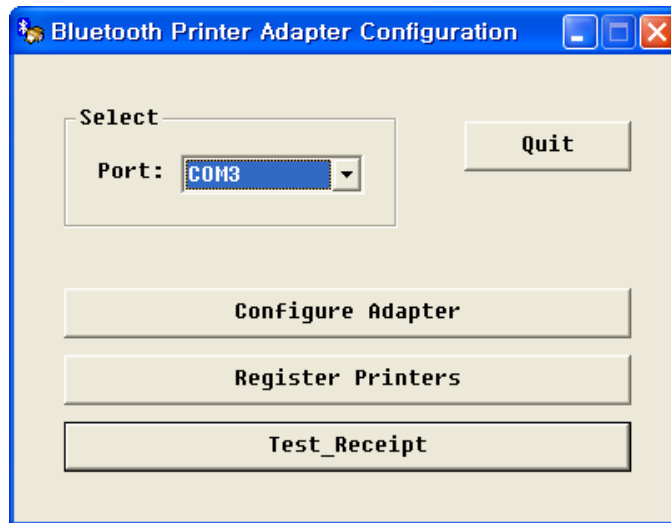 Bluetooth Printer Adapter Configuration
Select
Port: COM3
Quit
Configure Adapter
Register Printers
Test_Receipt